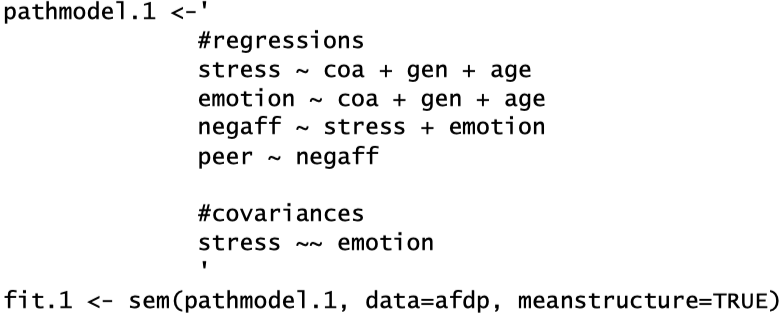 pathmodel.1 <-'
#regressions
stress ~ coa + gen + age
emotion ~ coa + gen + age
negaff ~ stress + emotion
peer ~ negaff
#covariances
stress ~~ emotion
'
fit.1 <- sem(pathmodel.1, data=afdp, meanstructure=TRUE)